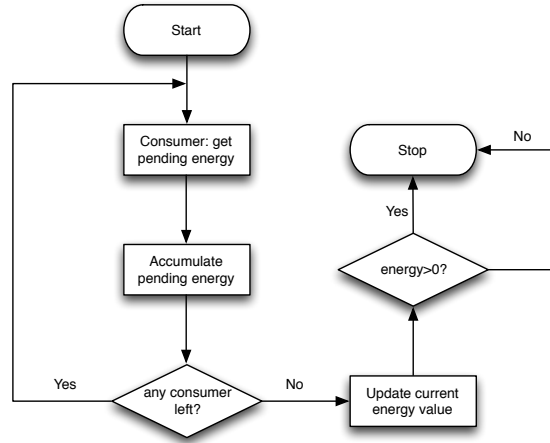 Start
Consumer: get
pending energy
Accumulate
pending energy
any consumer
left?
Yes
No
Update current
energy value
energy>0?
Yes
No
Stop